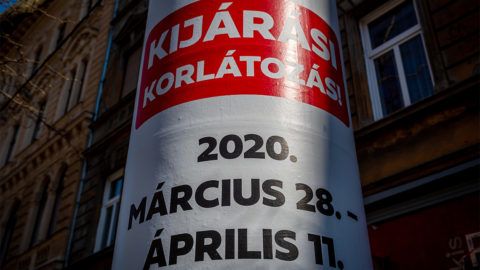 KIJÁRÁSI
KORLÁTOZÁS!
2020.
MÁRCIUS 28. –
ÁPRILIS 11.